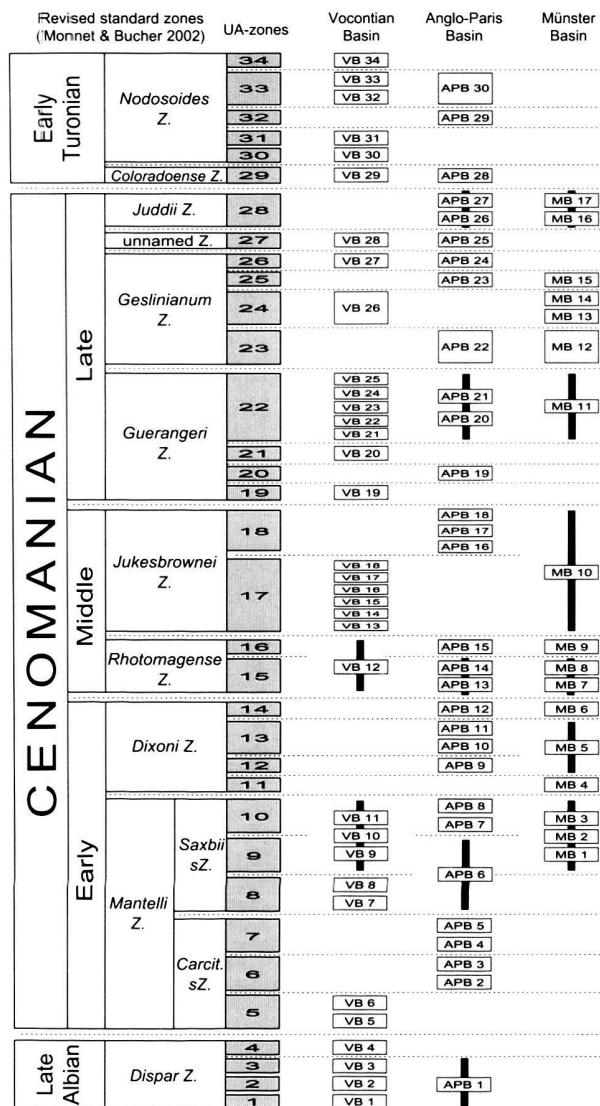 Revised standard zones
(Monnet & Bucher 2002)
UA-zones
Vocontian
Basin
Anglo-Paris
Basin
Münster
Basin
Early
Turonian
Nodosoides
Z.
34
VB 34
33
VB 33
VB 32
APB 30
32
APB 29
31
VB 31
30
VB 30
Coloradoense Z.
29
VB 29
APB 28
CENOMANIAN
Late
Juddii Z.
28
APB 27
MB 17
APB 26
MB 16
unnamed Z.
27
VB 28
APB 25
Geslinianum
Z.
26
VB 27
APB 24
25
APB 23
MB 15
24
VB 26
MB 14
MB 13
23
APB 22
MB 12
Guerangeri
Z.
22
VB 25
VB 24
VB 23
VB 22
VB 21
APB 21
APB 20
MB 11
21
VB 20
20
APB 19
19
VB 19
Middle
Jukesbrownei
Z.
18
APB 18
APB 17
APB 16
MB 10
17
VB 18
VB 17
VB 16
VB 15
VB 14
VB 13
Rhotomagense
Z.
16
APB 15
MB 9
VB 12
15
APB 14
MB 8
APB 13
MB 7
Early
Dixoni Z.
14
APB 12
MB 6
13
APB 11
APB 10
MB 5
12
APB 9
11
MB 4
Mantelli
Z.
Saxbii
sZ.
10
APB 8
VB 11
APB 7
MB 3
VB 10
MB 2
9
VB 9
MB 1
APB 6
8
VB 8
VB 7
Carcit.
sZ.
7
APB 5
APB 4
6
APB 3
APB 2
5
VB 6
VB 5
Late
Albian
Dispar Z.
4
VB 4
3
VB 3
2
VB 2
APB 1
1
VB 1